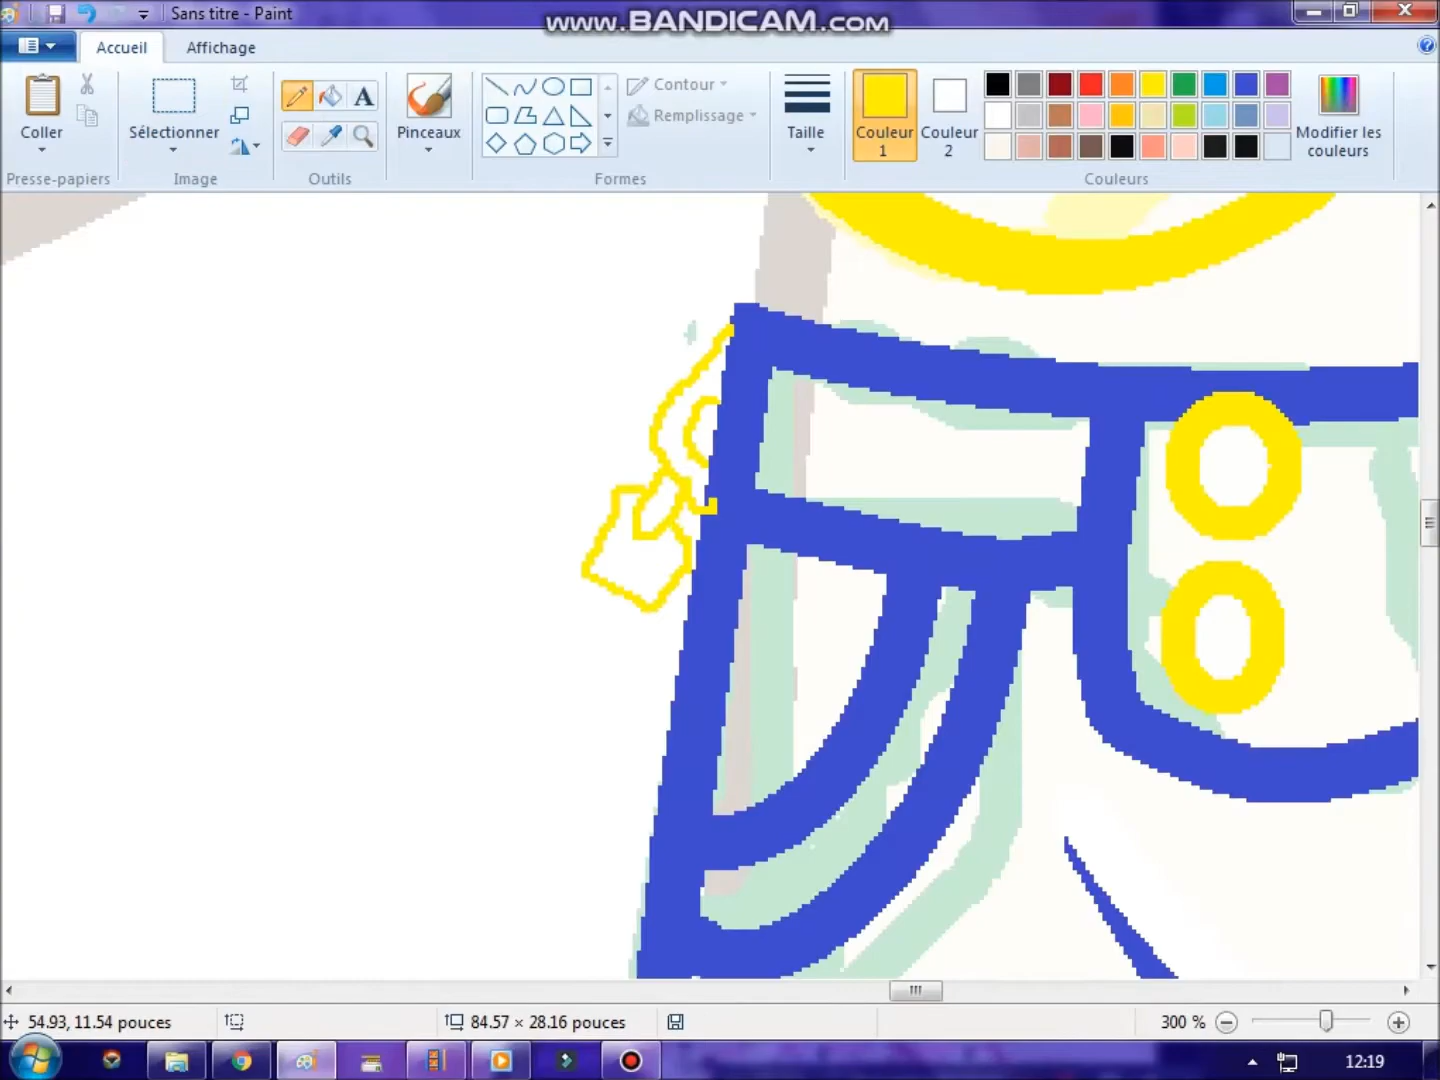 Sans titre - Paint
www.BANDICAM.com
Accueil
Affichage
Coller
Sélectionner
A
Pinceaux
Contour
Remplissage
Taille
Couleur 1
Couleur 2
Modifier les couleurs
Presse-papiers
Image
Outils
Formes
Couleurs
54.93, 11.54 pouces
84.57 × 28.16 pouces
300 %
12:19